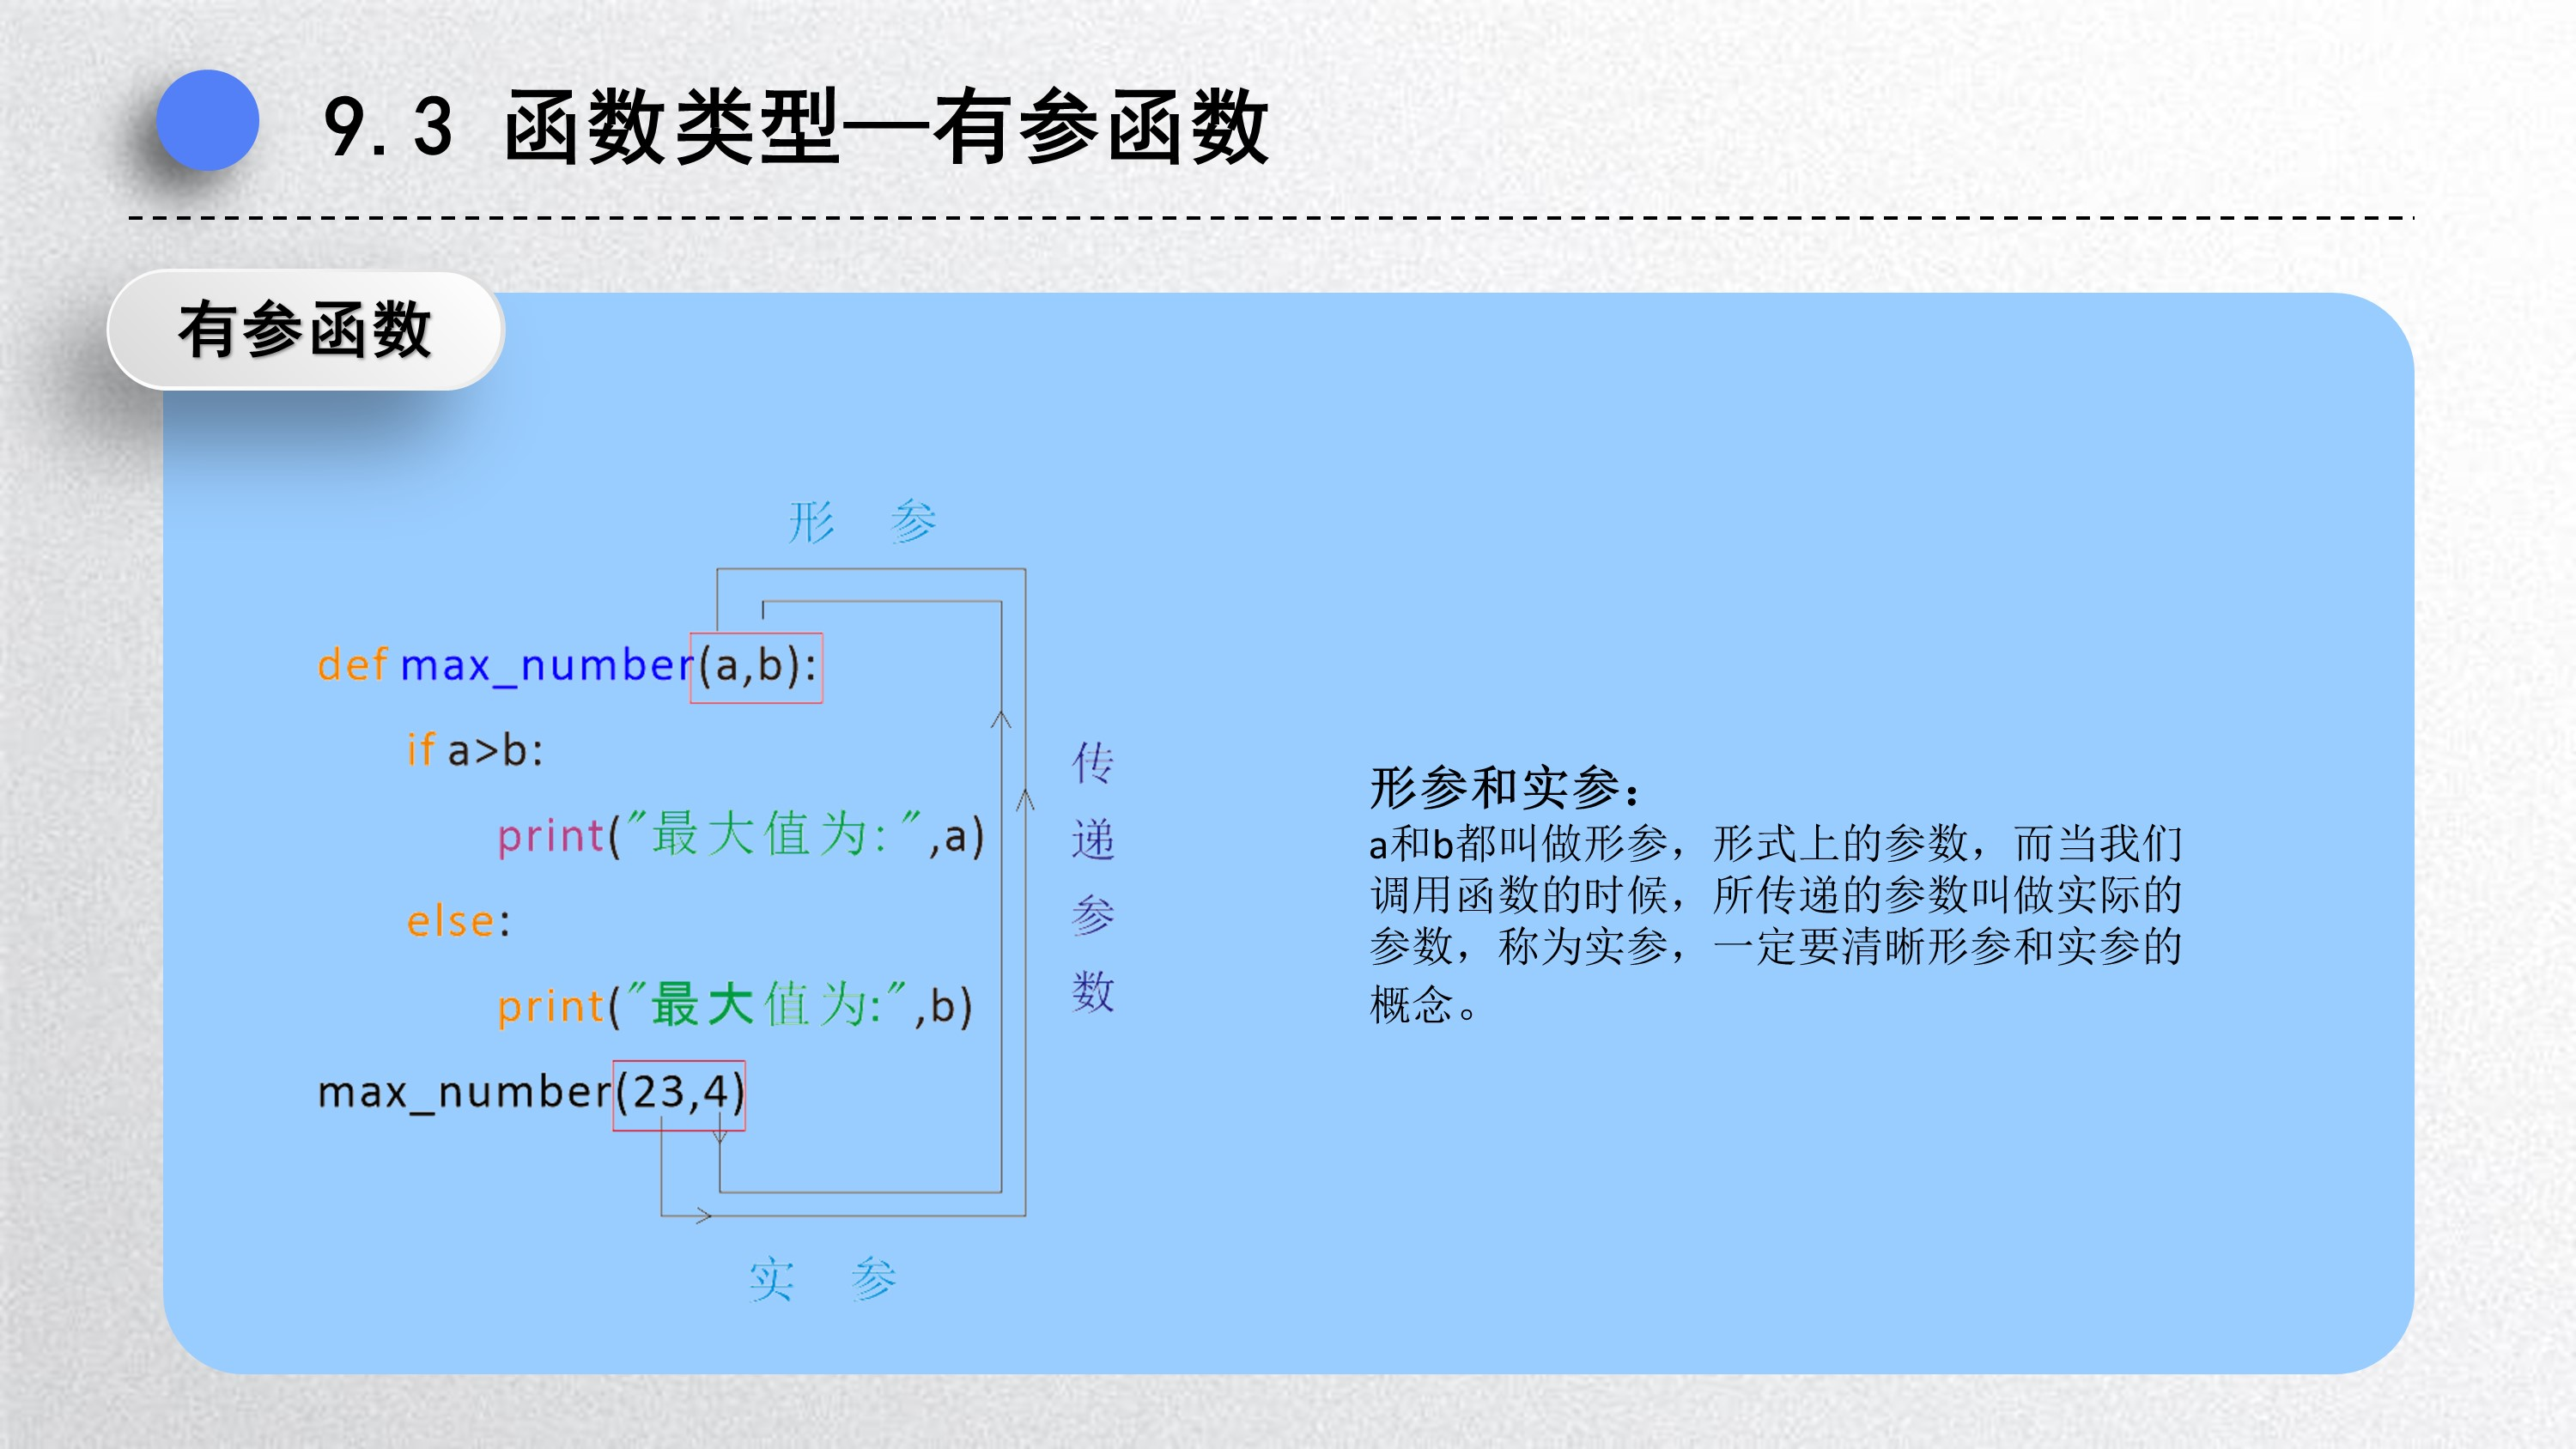 9.3 函数类型—有参函数
有参函数
形 参
def max_number(a,b):
if a>b:
print("最大值为:",a)
else:
print("最大值为:",b)
max_number(23,4)
实 参
传
递
参
数
形参和实参：
a和b都叫做形参，形式上的参数，而当我们
调用函数的时候，所传递的参数叫做实际的
参数，称为实参，一定要清晰形参和实参的
概念。